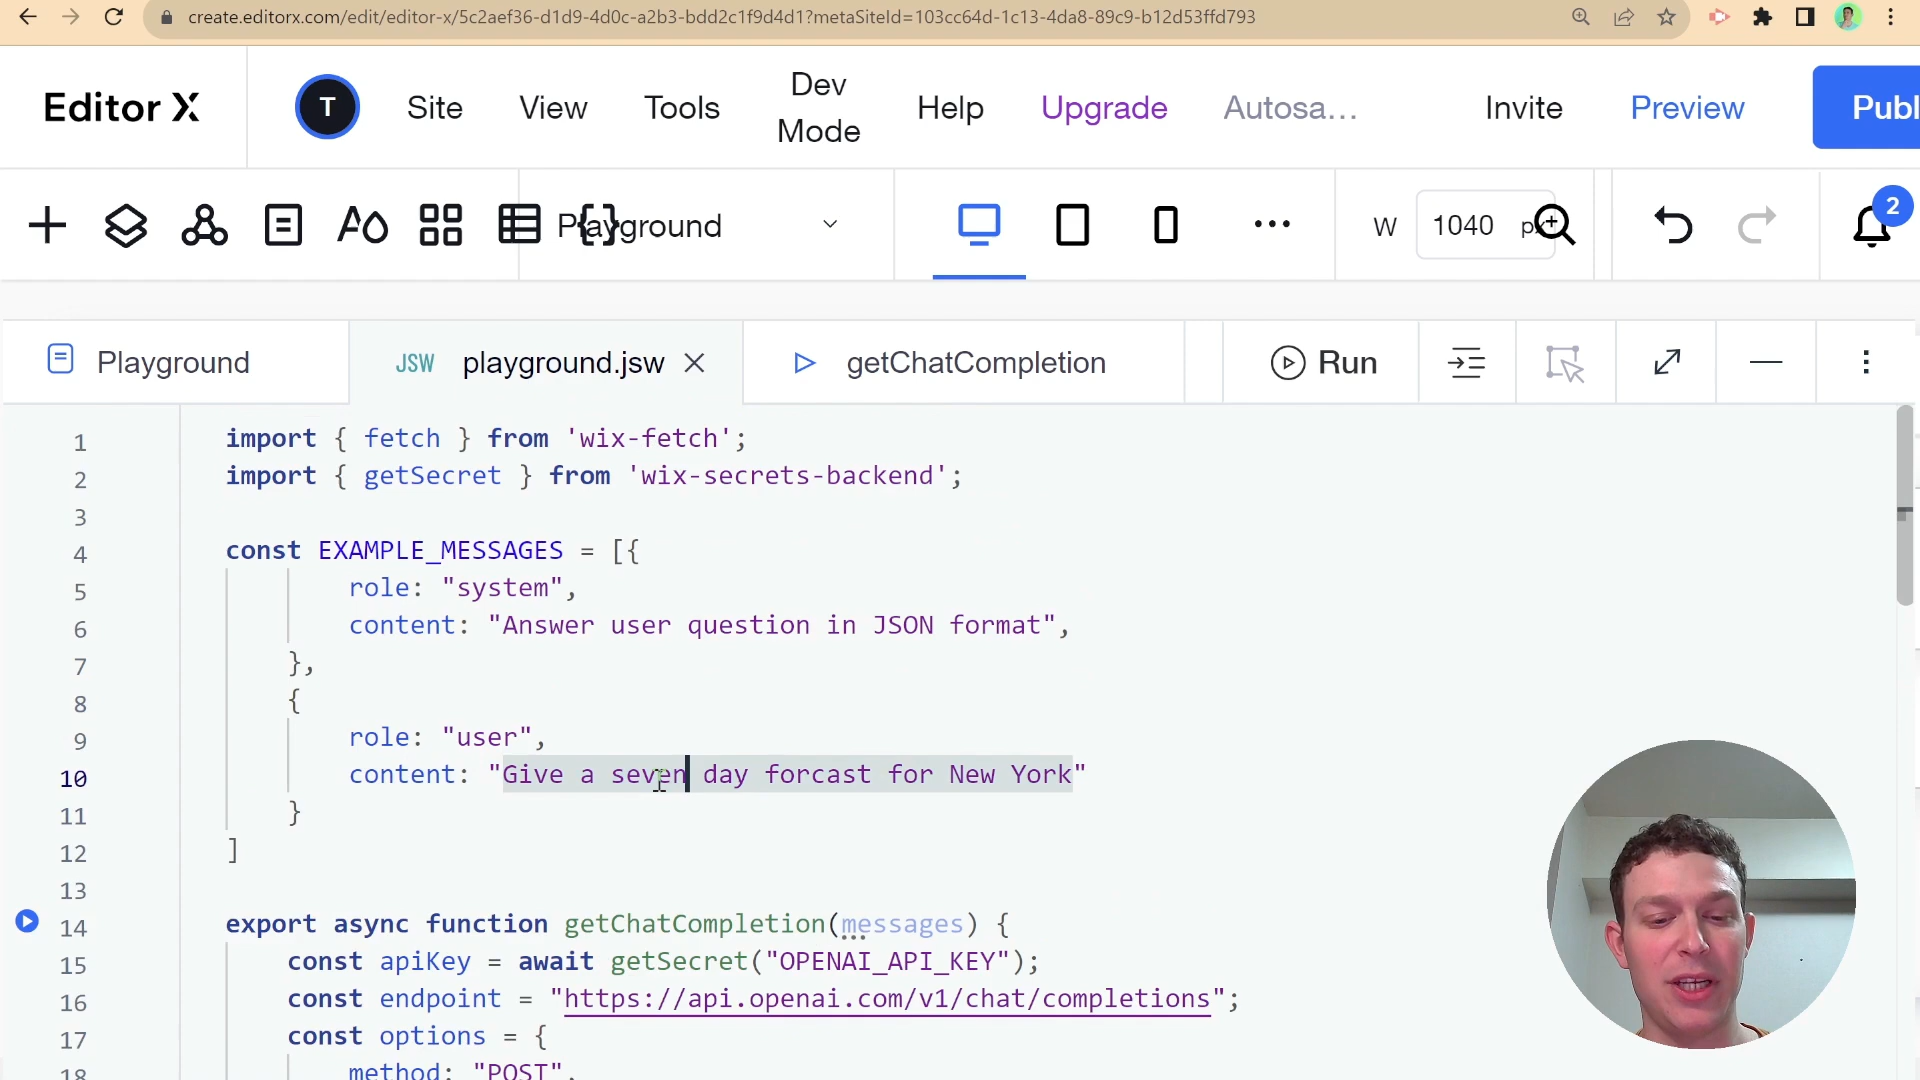 create.editorx.com/edit/editor-x/5c2aef36-d1d9-4d0c-a2b3-bdd2c1f9d4d1?metaSiteId=103cc64d-1c13-4da8-89c9-b12d53ffd793
Editor X
T
Site
View
Tools
Dev
Mode
Help
Upgrade
Autosa...
Invite
Preview
Publ
Playground
W
1040
2
Playground
JSW playground.jsw
getChatCompletion
Run
1 import { fetch } from 'wix-fetch';
2 import { getSecret } from 'wix-secrets-backend';
3
4 const EXAMPLE_MESSAGES = [{
5 role: "system",
6 content: "Answer user question in JSON format",
7 },
8 {
9 role: "user",
10 content: "Give a seven day forcast for New York"
11 }
12 ]
13
14 export async function getChatCompletion(messages) {
15 const apiKey = await getSecret("OPENAI_API_KEY");
16 const endpoint = "https://api.openai.com/v1/chat/completions";
17 const options = {
18 method: "POST",